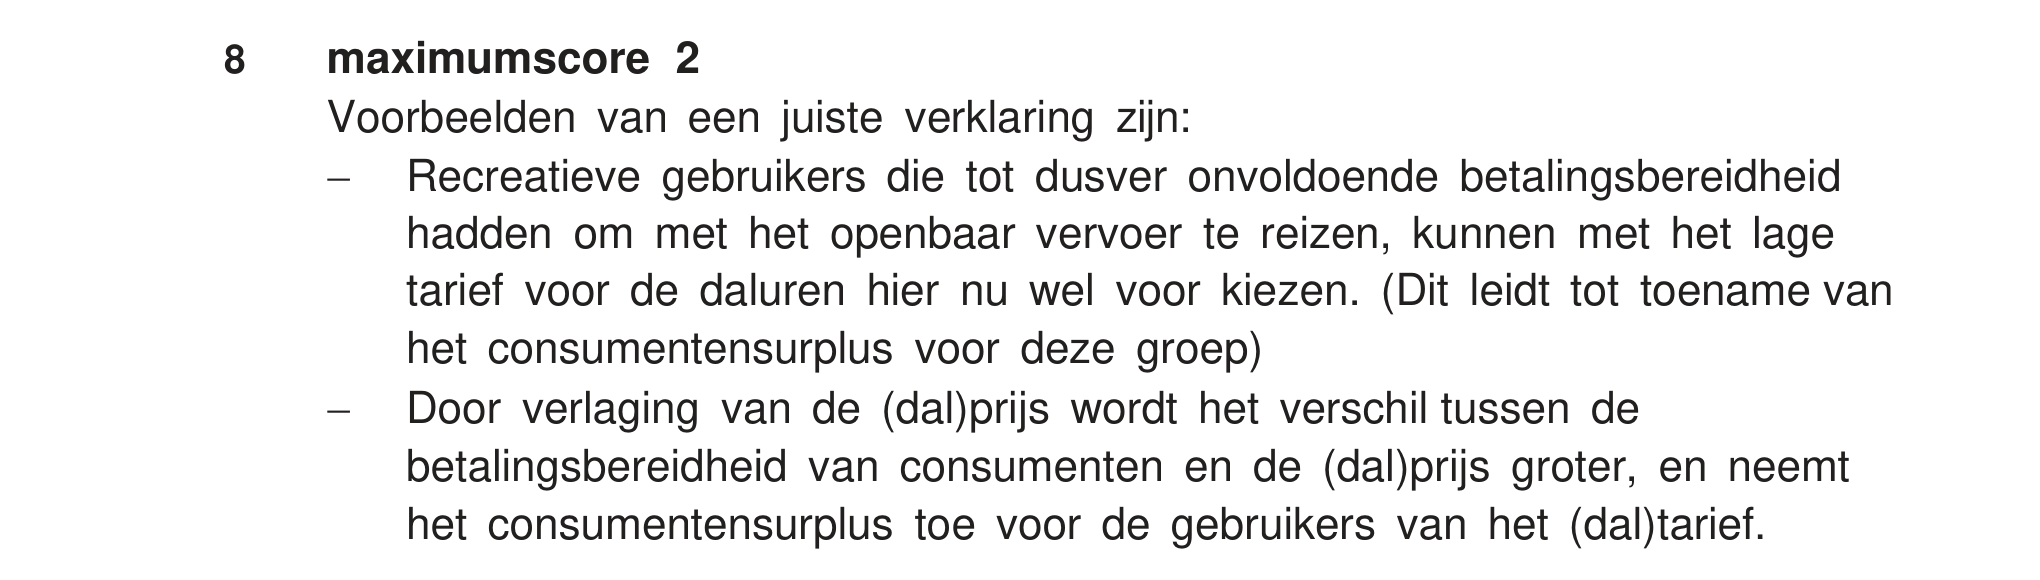 8 maximumscore 2
Voorbeelden van een juiste verklaring zijn:
– Recreatieve gebruikers die tot dusver onvoldoende betalingsbereidheid
hadden om met het openbaar vervoer te reizen, kunnen met het lage
tarief voor de daluren hier nu wel voor kiezen. (Dit leidt tot toename van
het consumentensurplus voor deze groep)
– Door verlaging van de (dal)prijs wordt het verschil tussen de
betalingsbereidheid van consumenten en de (dal)prijs groter, en neemt
het consumentensurplus toe voor de gebruikers van het (dal)tarief.